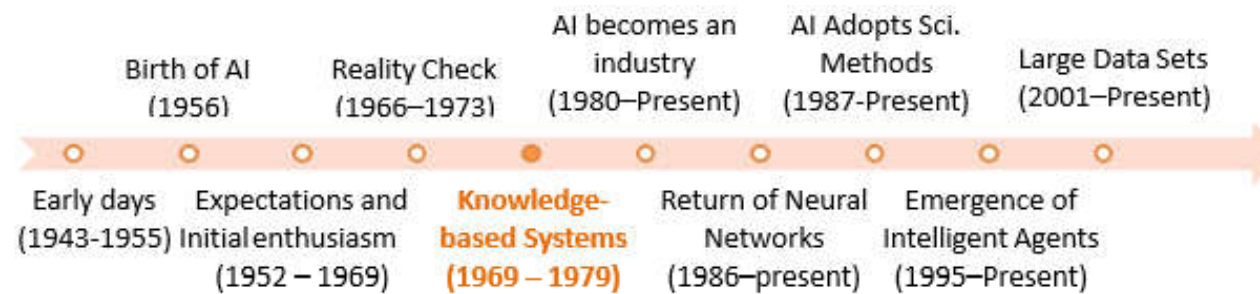 Early days
(1943-1955)
Birth of AI
(1956)
Expectations and
Initial enthusiasm
(1952 – 1969)
Reality Check
(1966–1973)
Knowledge-
based Systems
(1969 – 1979)
AI becomes an
industry
(1980–Present)
Return of Neural
Networks
(1986–present)
AI Adopts Sci.
Methods
(1987-Present)
Emergence of
Intelligent Agents
(1995–Present)
Large Data Sets
(2001–Present)